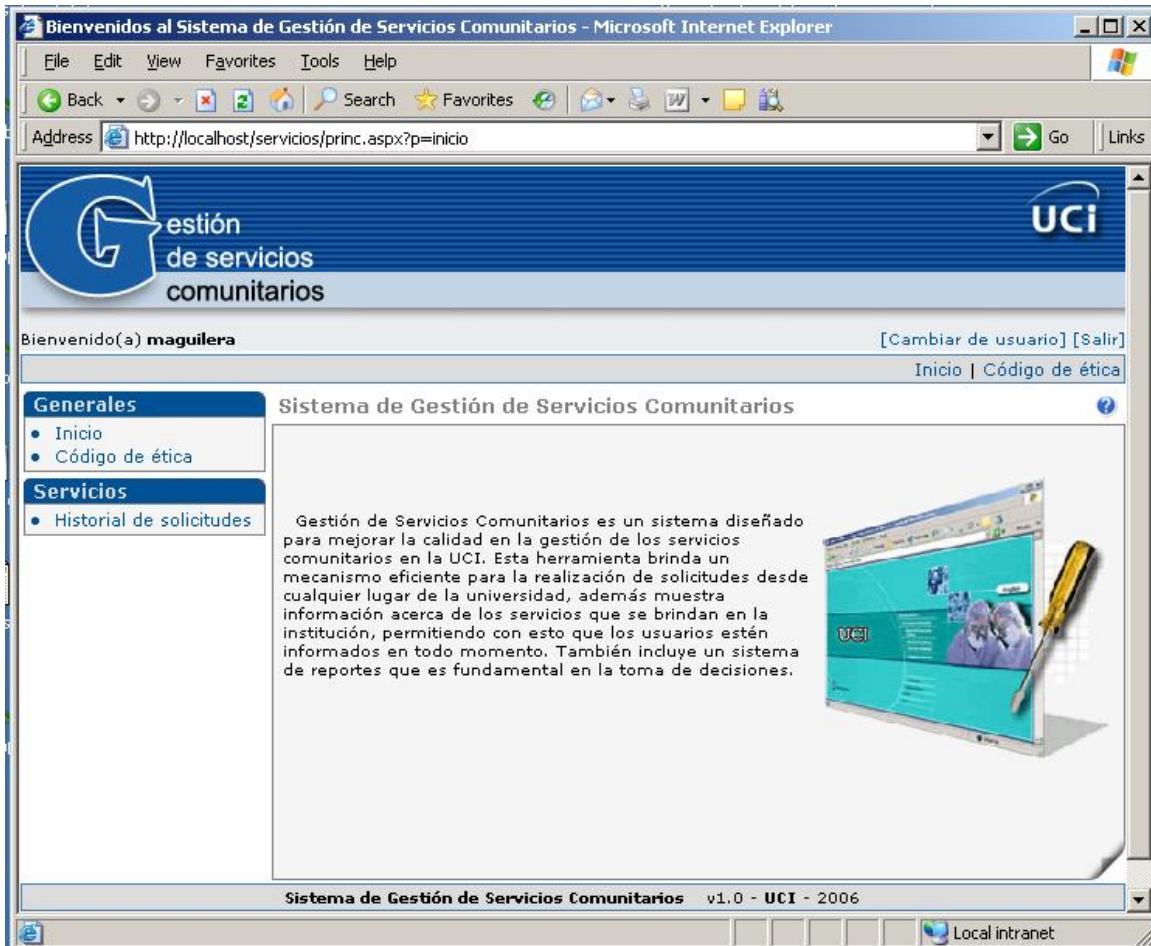 Bienvenidos al Sistema de Gestión de Servicios Comunitarios - Microsoft Internet Explorer
File Edit View Favorites Tools Help
Back Search Favorites
Address http://localhost/servicios/princ.aspx?p=inicio Go Links
Gestión
de servicios
comunitarios
UCi
Bienvenido(a) maguilera [Cambiar de usuario] [Salir]
Inicio | Código de ética
Generales
• Inicio
• Código de ética
Servicios
• Historial de solicitudes
Sistema de Gestión de Servicios Comunitarios
Gestión de Servicios Comunitarios es un sistema diseñado
para mejorar la calidad en la gestión de los servicios
comunitarios en la UCI. Esta herramienta brinda un
mecanismo eficiente para la realización de solicitudes desde
cualquier lugar de la universidad, además muestra
información acerca de los servicios que se brindan en la
institución, permitiendo con esto que los usuarios estén
informados en todo momento. También incluye un sistema
de reportes que es fundamental en la toma de decisiones.
UCI
Sistema de Gestión de Servicios Comunitarios v1.0 - UCI - 2006
Local intranet